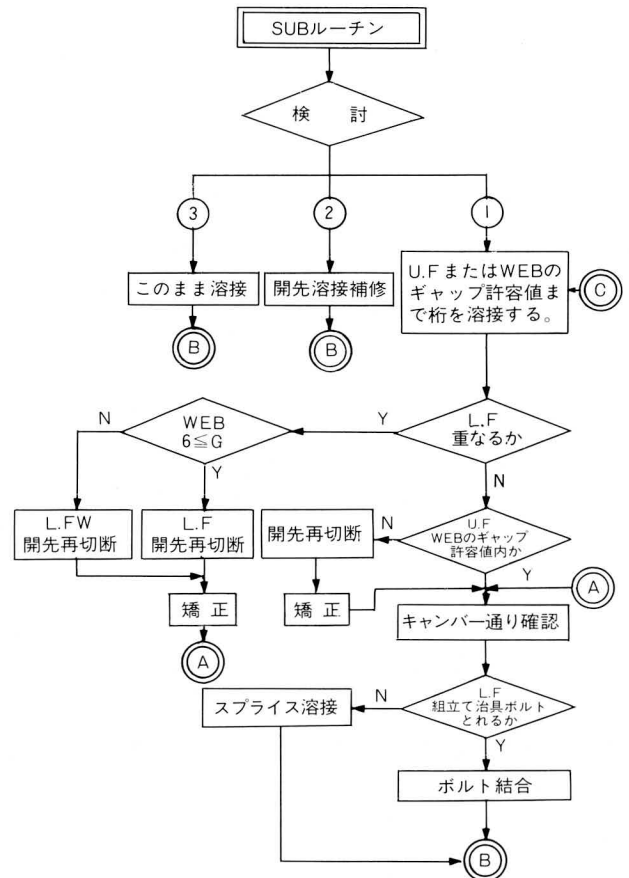 SUBルーチン
検 討
3
2
1
このまま溶接
開先溶接補修
U.FまたはWEBの
ギャップ許容値ま
で桁を溶接する。
C
B
B
N
WEB
6≦G
Y
L.F
重なるか
Y
N
L.FW
開先再切断
L.F
開先再切断
開先再切断
N
U.F
WEBのギャップ
許容値内か
Y
A
矯 正
矯 正
キャンバー通り確認
A
スプライス溶接
N
L.F
組立て治具ボルト
とれるか
Y
ボルト結合
B